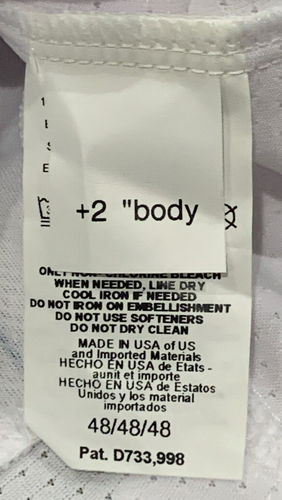 1
E
S
E
+2 "body
ONLY NON-CHLORINE BLEACH
WHEN NEEDED, LINE DRY
COOL IRON IF NEEDED
DO NOT IRON ON EMBELLISHMENT
DO NOT USE SOFTENERS
DO NOT DRY CLEAN
MADE IN USA of US
and Imported Materials
HECHO EN USA de Etats -
aunit et importe
HECHO EN USA de Estatos
Unidos y los material
importados
48/48/48
Pat. D733,998